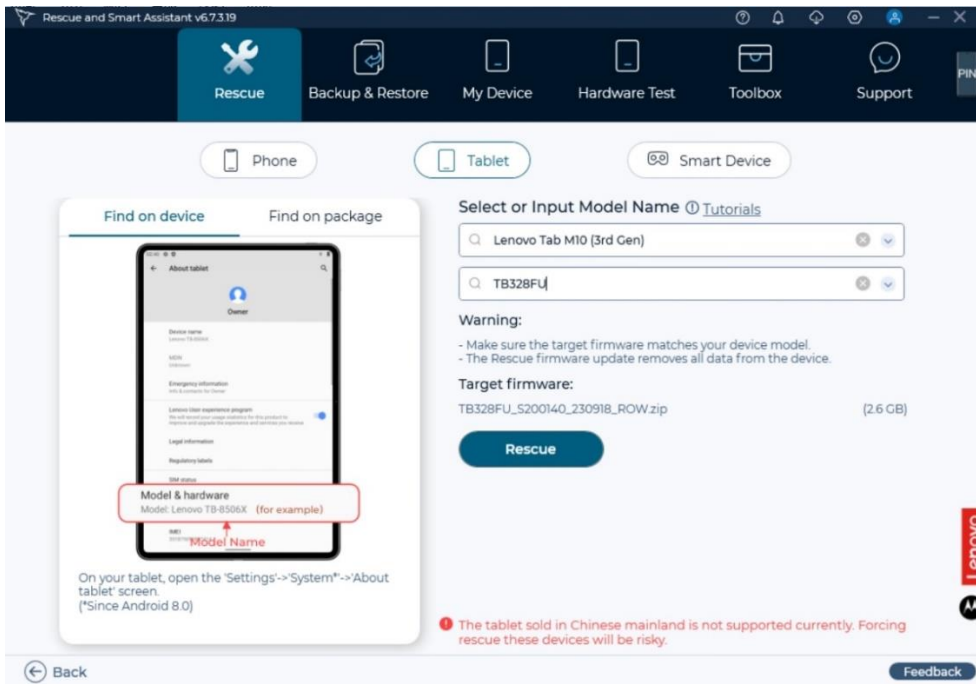 Rescue and Smart Assistant v6.7.3.19
Rescue
Backup & Restore
My Device
Hardware Test
Toolbox
Support
PIN
Phone
Tablet
Smart Device
Find on device
Find on package
About tablet
Owner
Device name
Emergency information
Lenovo User experience program
Legal information
Regulatory labels
SIM status
Model & hardware
Model: Lenovo TB-8506X (for example)
IMEI
Model Name
On your tablet, open the 'Settings'->'System*'->'About
tablet' screen.
(*Since Android 8.0)
Select or Input Model Name Tutorials
Lenovo Tab M10 (3rd Gen)
TB328FU
Warning:
- Make sure the target firmware matches your device model.
- The Rescue firmware update removes all data from the device.
Target firmware:
TB328FU_S200140_230918_ROW.zip (2.6 GB)
Rescue
Lenovo
The tablet sold in Chinese mainland is not supported currently. Forcing
rescue these devices will be risky.
Back
Feedback